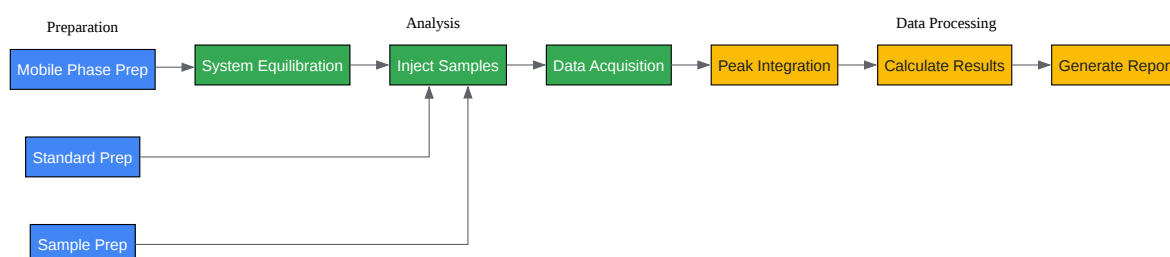 Preparation
Analysis
Data Processing
Mobile Phase Prep
System Equilibration
Inject Samples
Data Acquisition
Peak Integration
Calculate Results
Generate Report
Standard Prep
Sample Prep